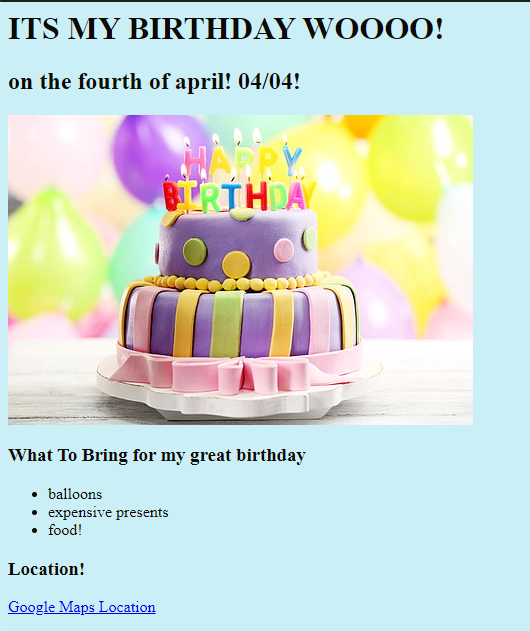 ITS MY BIRTHDAY WOOOO!
on the fourth of april! 04/04!
HAPPY
BIRTHDAY
What To Bring for my great birthday
balloons
expensive presents
food!
Location!
Google Maps Location